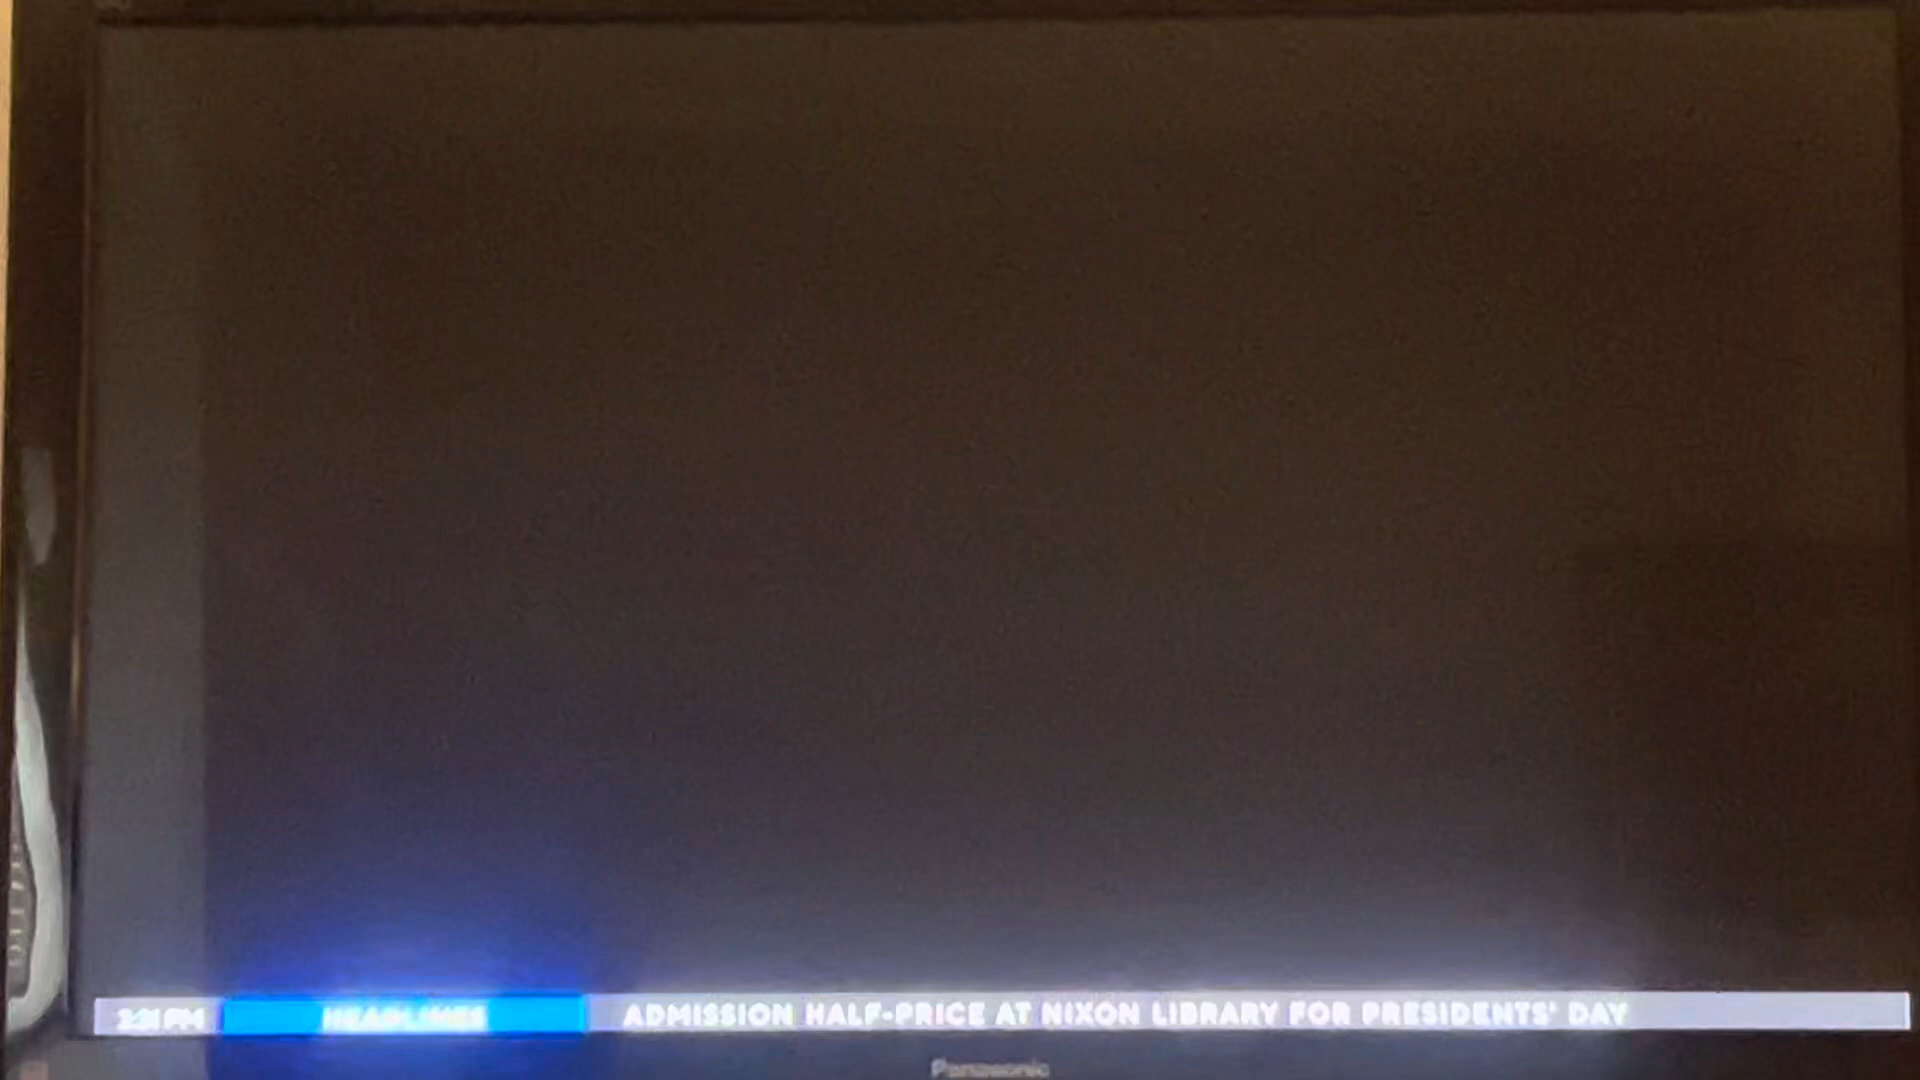 HEADLINES ADMISSION HALF-PRICE AT NIXON LIBRARY FOR PRESIDENTS' DAY
Panasonic